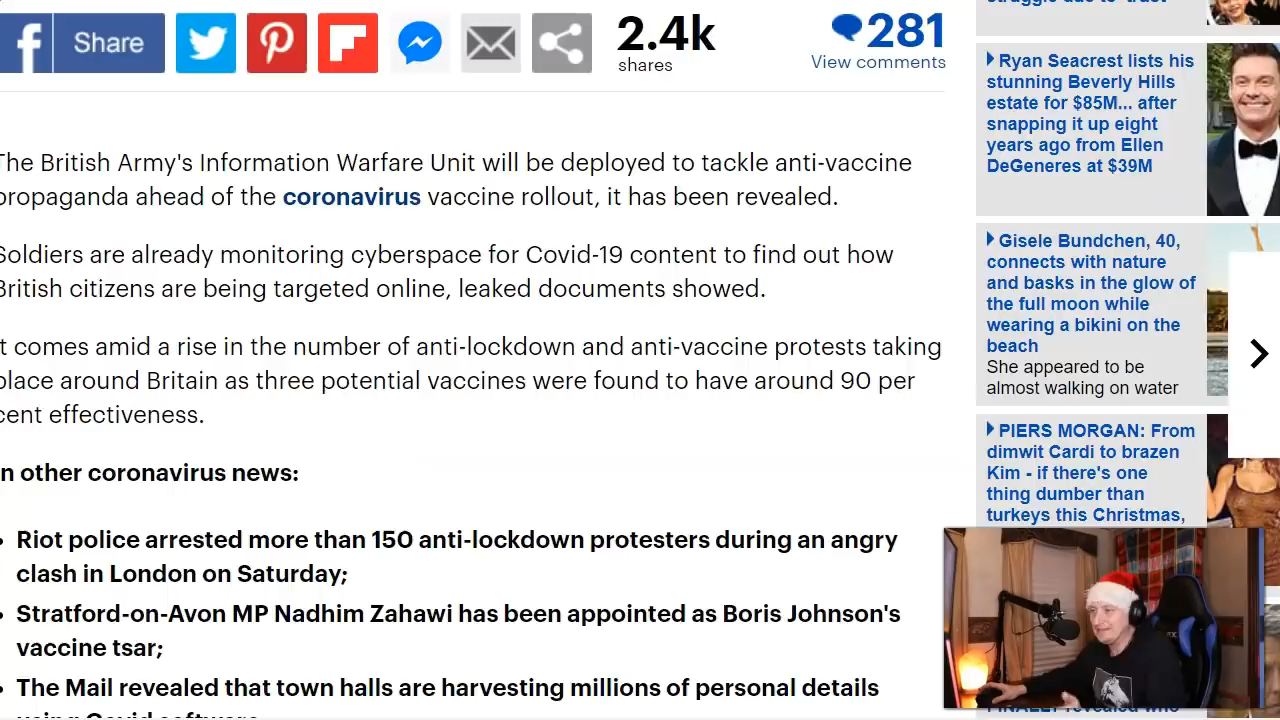 Share
2.4k
shares
281
View comments
The British Army's Information Warfare Unit will be deployed to tackle anti-vaccine
propaganda ahead of the coronavirus vaccine rollout, it has been revealed.
Soldiers are already monitoring cyberspace for Covid-19 content to find out how
British citizens are being targeted online, leaked documents showed.
It comes amid a rise in the number of anti-lockdown and anti-vaccine protests taking
place around Britain as three potential vaccines were found to have around 90 per
cent effectiveness.
In other coronavirus news:
Riot police arrested more than 150 anti-lockdown protesters during an angry
clash in London on Saturday;
Stratford-on-Avon MP Nadhim Zahawi has been appointed as Boris Johnson's
vaccine tsar;
The Mail revealed that town halls are harvesting millions of personal details
using Covid software
struggle due to 'trust'
Ryan Seacrest lists his
stunning Beverly Hills
estate for $85M... after
snapping it up eight
years ago from Ellen
DeGeneres at $39M
Gisele Bundchen, 40,
connects with nature
and basks in the glow of
the full moon while
wearing a bikini on the
beach
She appeared to be
almost walking on water
PIERS MORGAN: From
dimwit Cardi to brazen
Kim - if there's one
thing dumber than
turkeys this Christmas,